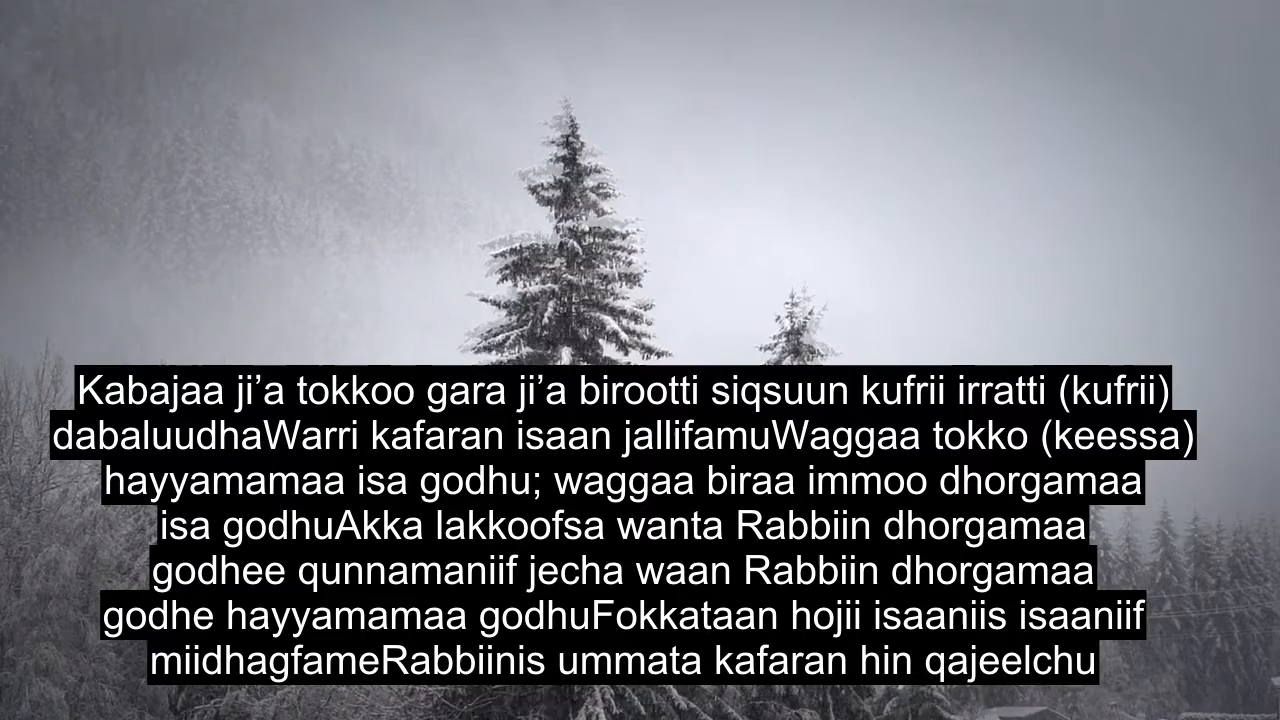 Kabajaa ji’a tokkoo gara ji’a birootti siqsuun kufrii irratti (kufrii)
dabaluudhaWarri kafaran isaan jallifamuWaggaa tokko (keessa)
hayyamamaa isa godhu; waggaa biraa immoo dhorgamaa
isa godhuAkka lakkoofsa wanta Rabbiin dhorgamaa
godhee qunnamaniif jecha waan Rabbiin dhorgamaa
godhe hayyamamaa godhuFokkataan hojii isaaniis isaaniif
miidhagfameRabbiinis ummata kafaran hin qajeelchu